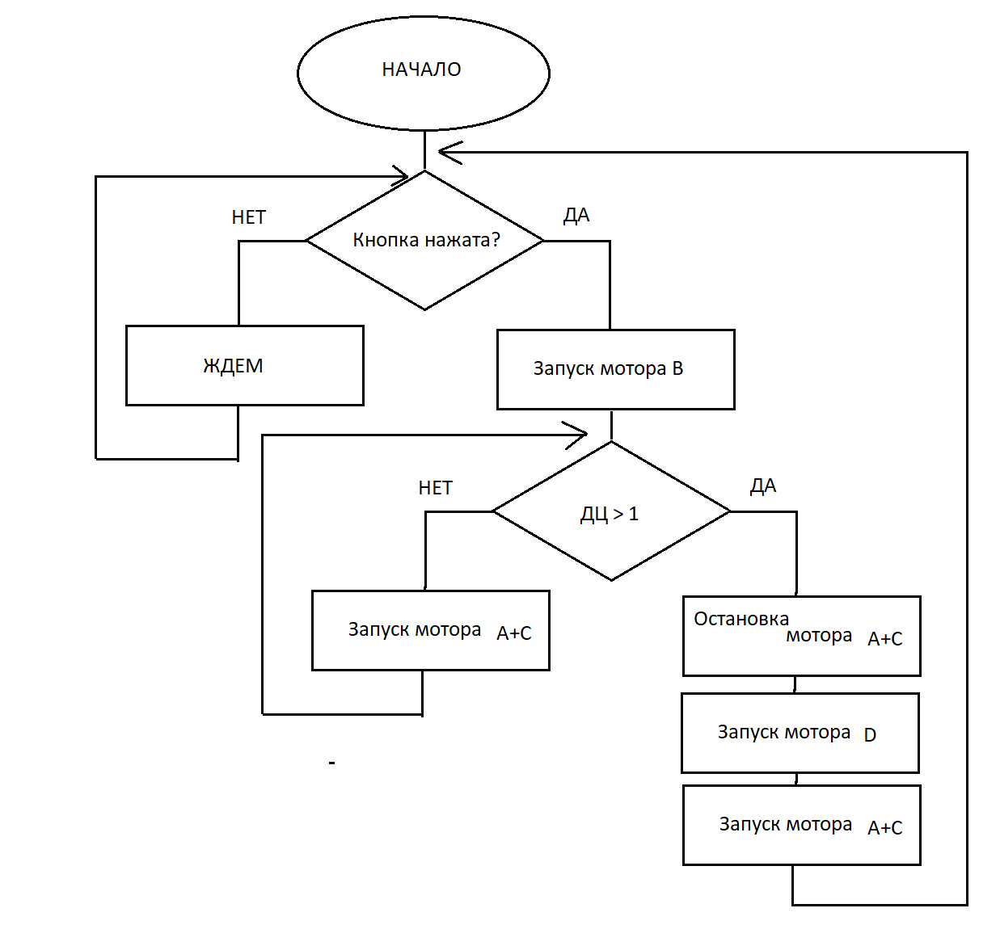 НАЧАЛО
НЕТ
ДА
Кнопка нажата?
ЖДЕМ
Запуск мотора B
НЕТ
ДА
ДЦ > 1
Запуск мотора A+C
Остановка
мотора A+C
Запуск мотора D
Запуск мотора A+C